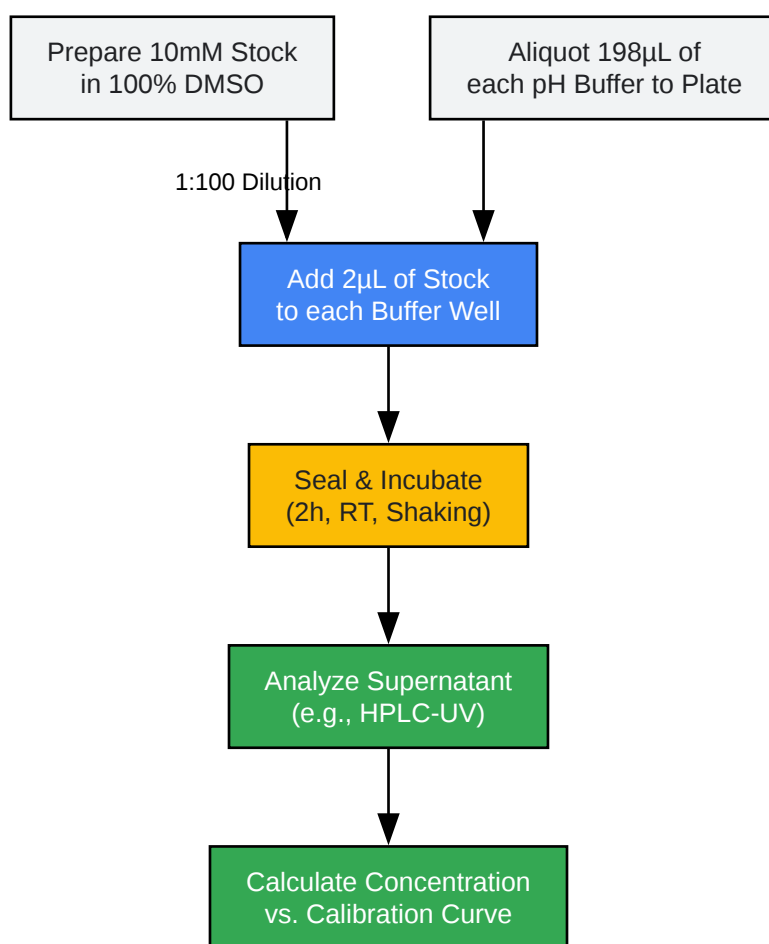 Prepare 10mM Stock
in 100% DMSO
Aliquot 198µL of
each pH Buffer to Plate
1:100 Dilution
Add 2µL of Stock
to each Buffer Well
Seal & Incubate
(2h, RT, Shaking)
Analyze Supernatant
(e.g., HPLC-UV)
Calculate Concentration
vs. Calibration Curve